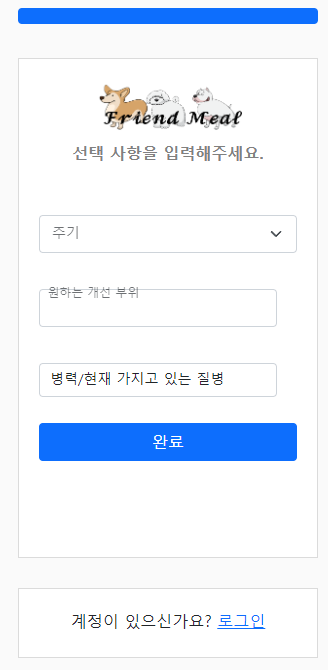 Friend Meal
선택 사항을 입력해주세요.
주기
원하는 개선 부위
병력/현재 가지고 있는 질병
완료
계정이 있으신가요? 로그인